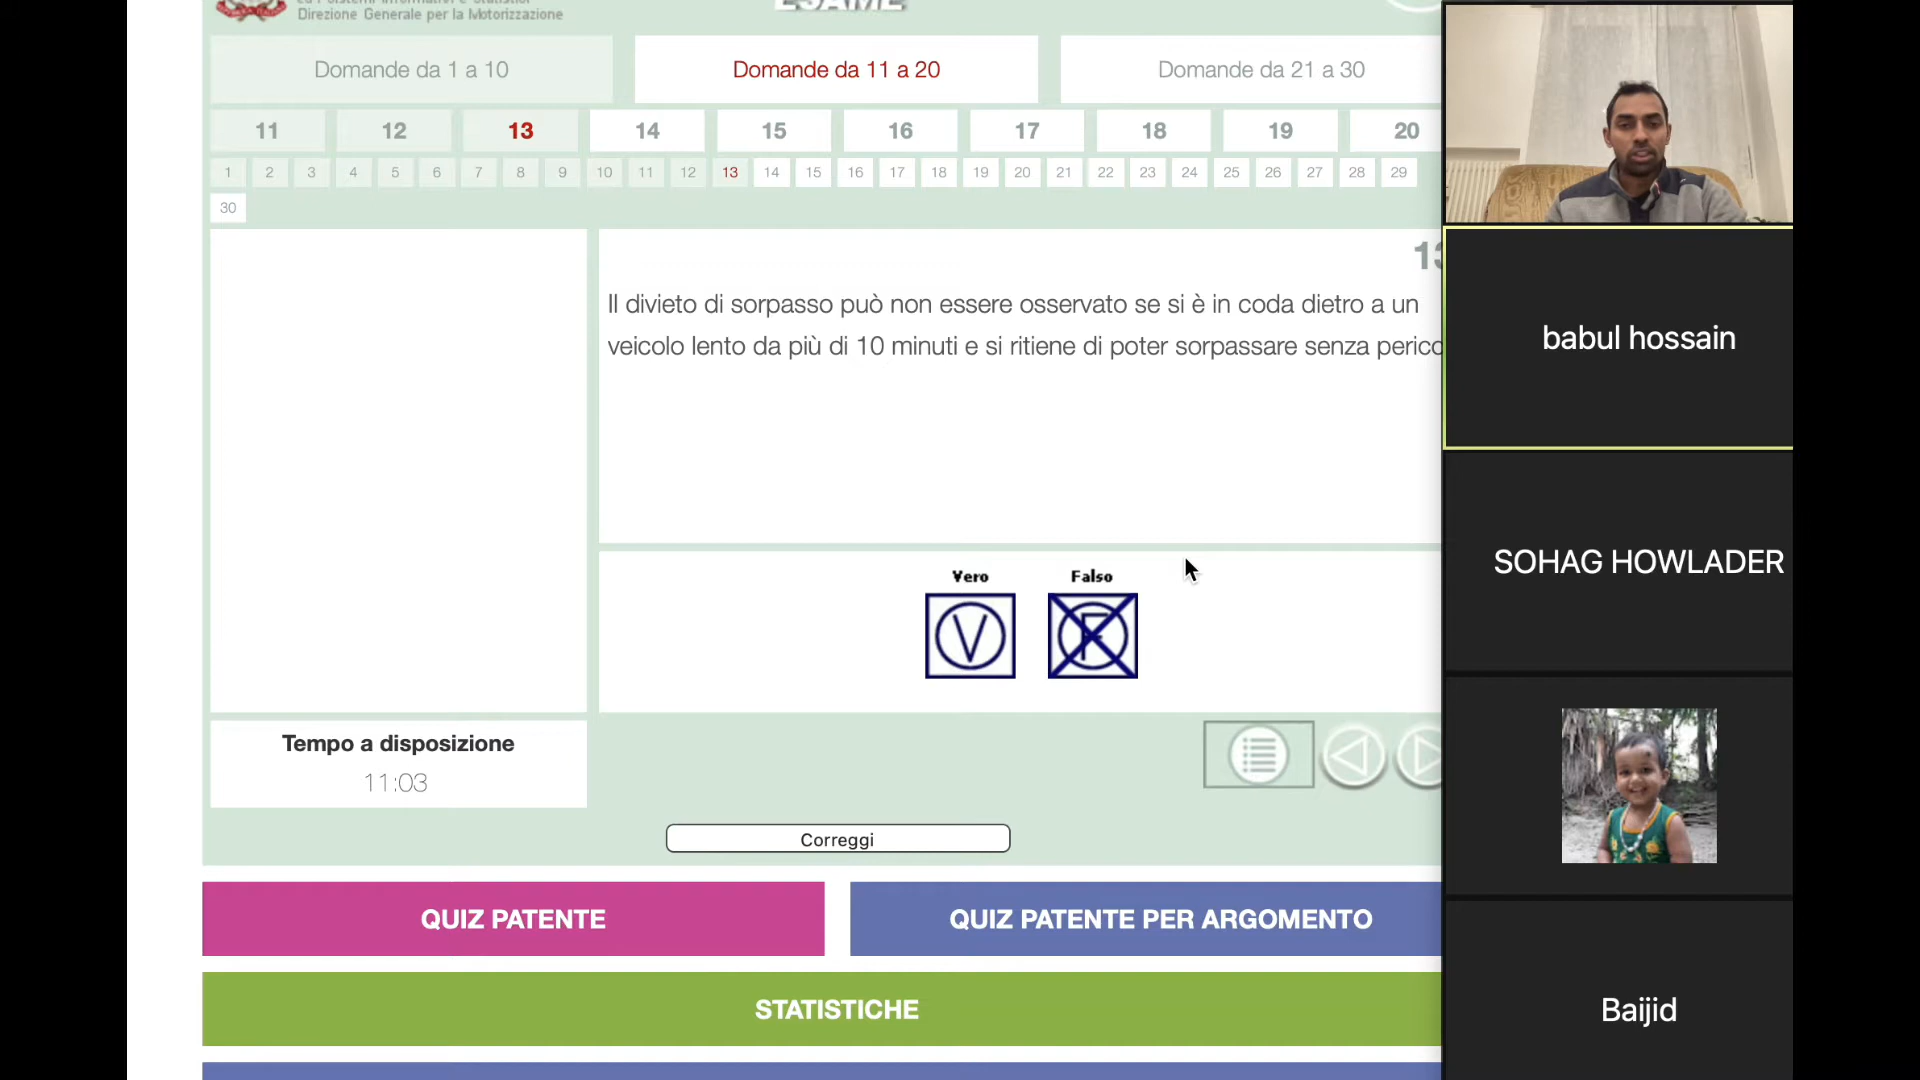 Direzione Generale per la Motorizzazione
ESAME
Domande da 1 a 10
Domande da 11 a 20
Domande da 21 a 30
11 12 13 14 15 16 17 18 19 20
1 2 3 4 5 6 7 8 9 10 11 12 13 14 15 16 17 18 19 20 21 22 23 24 25 26 27 28 29
30
Il divieto di sorpasso può non essere osservato se si è in coda dietro a un
veicolo lento da più di 10 minuti e si ritiene di poter sorpassare senza
Vero
Falso
V
F
Tempo a disposizione
11:03
Correggi
QUIZ PATENTE
QUIZ PATENTE PER ARGOMENTO
STATISTICHE
babul hossain
SOHAG HOWLADER
Baijid